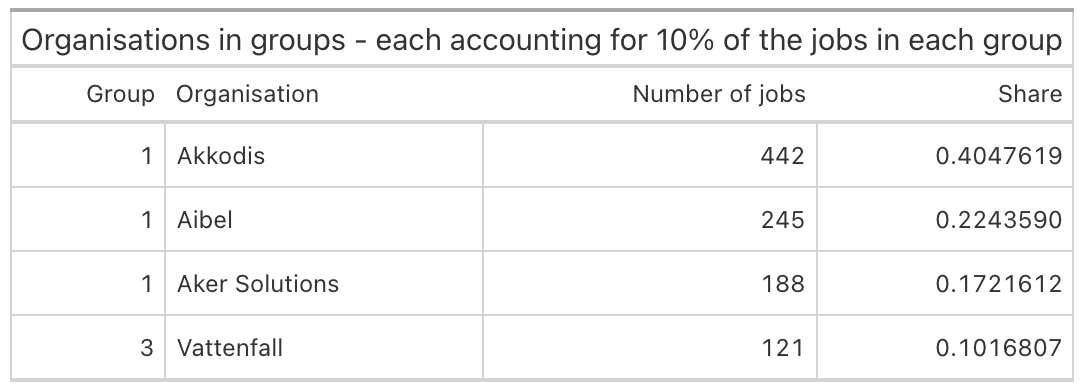 Organisations in groups - each accounting for 10% of the jobs in each group
Group Organisation Number of jobs Share
1 Akkodis 442 0.4047619
1 Aibel 245 0.2243590
1 Aker Solutions 188 0.1721612
3 Vattenfall 121 0.1016807